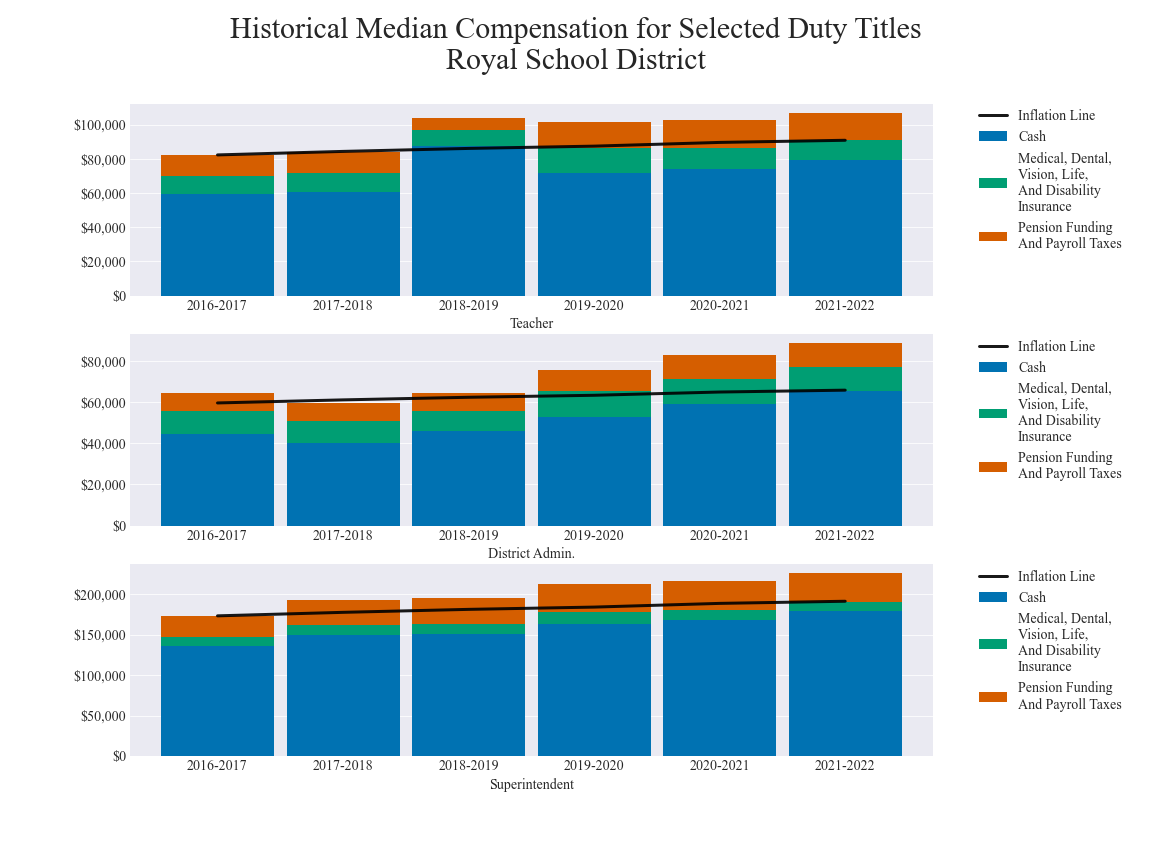 Historical Median Compensation for Selected Duty Titles
Royal School District
$100,000
$80,000
$60,000
$40,000
$20,000
$0
2016-2017 2017-2018 2018-2019 2019-2020 2020-2021 2021-2022
Teacher
Inflation Line
Cash
Medical, Dental,
Vision, Life,
And Disability
Insurance
Pension Funding
And Payroll Taxes
$80,000
$60,000
$40,000
$20,000
$0
2016-2017 2017-2018 2018-2019 2019-2020 2020-2021 2021-2022
District Admin.
Inflation Line
Cash
Medical, Dental,
Vision, Life,
And Disability
Insurance
Pension Funding
And Payroll Taxes
$200,000
$150,000
$100,000
$50,000
$0
2016-2017 2017-2018 2018-2019 2019-2020 2020-2021 2021-2022
Superintendent
Inflation Line
Cash
Medical, Dental,
Vision, Life,
And Disability
Insurance
Pension Funding
And Payroll Taxes